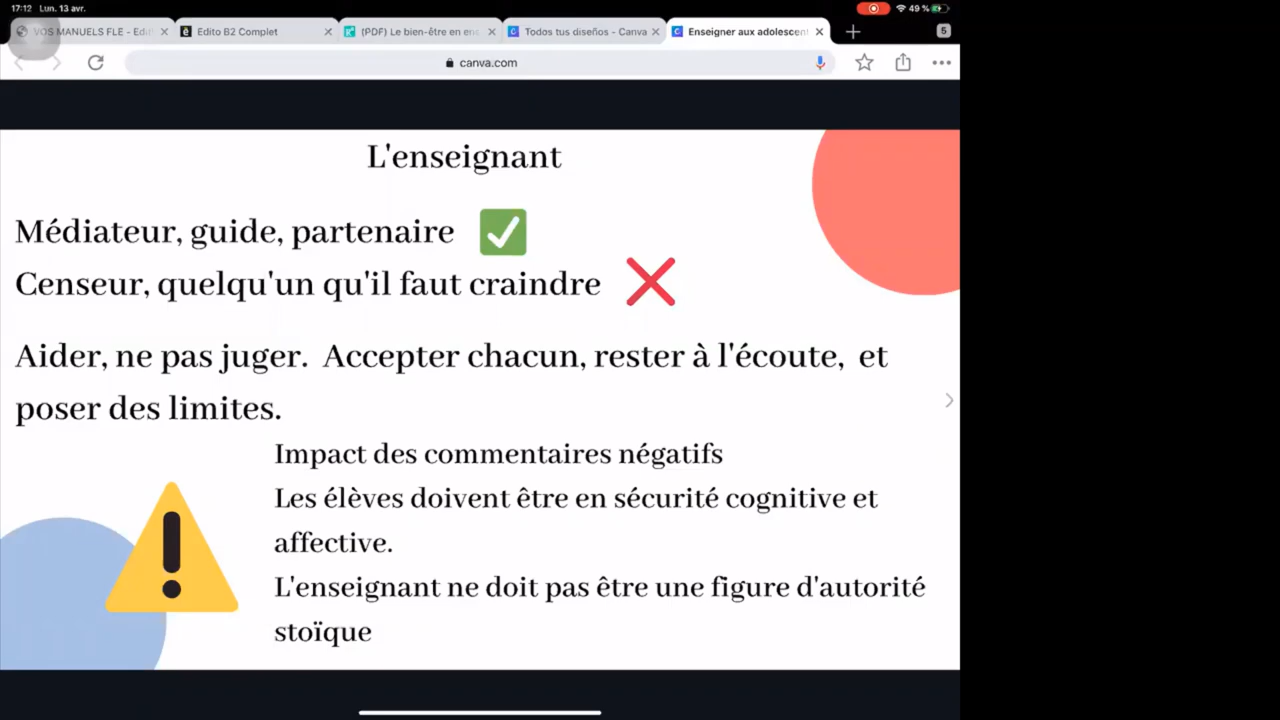 17:12 Lun. 13 avr.
49 %
VOS MANUELS FLE - Edi
Edito B2 Complet
(PDF) Le bien-être en en
Todos tus diseños - Canva
Enseigner aux adolescent
5
canva.com
L'enseignant
Médiateur, guide, partenaire
Censeur, quelqu'un qu'il faut craindre
Aider, ne pas juger. Accepter chacun, rester à l'écoute, et
poser des limites.
Impact des commentaires négatifs
Les élèves doivent être en sécurité cognitive et
affective.
L'enseignant ne doit pas être une figure d'autorité
stoïque